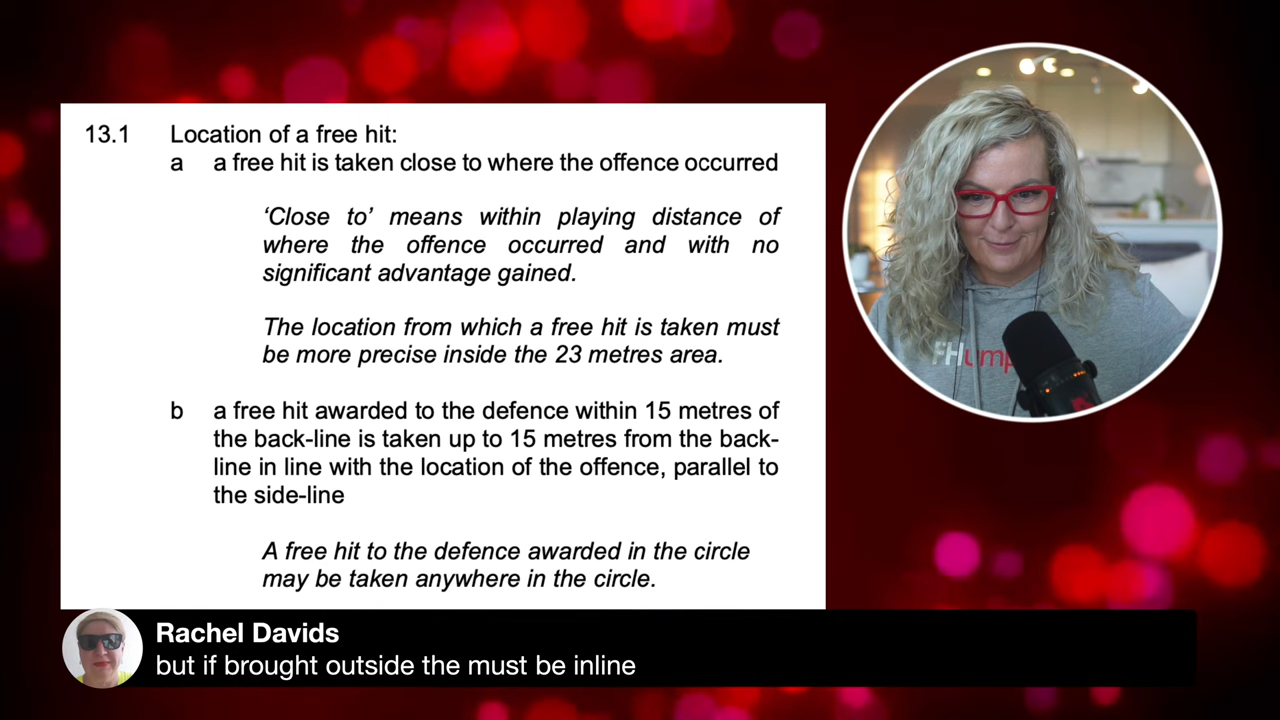 13.1 Location of a free hit:
a a free hit is taken close to where the offence occurred
‘Close to’ means within playing distance of
where the offence occurred and with no
significant advantage gained.
The location from which a free hit is taken must
be more precise inside the 23 metres area.
b a free hit awarded to the defence within 15 metres of
the back-line is taken up to 15 metres from the back-
line in line with the location of the offence, parallel to
the side-line
A free hit to the defence awarded in the circle
may be taken anywhere in the circle.
FHump
Rachel Davids
but if brought outside the must be inline